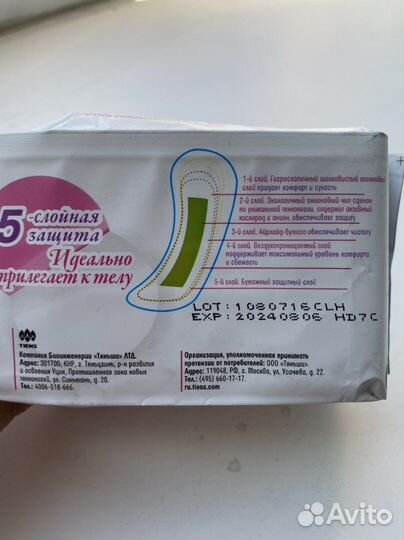 5-слойная
защита
Идеально
прилегает к телу
1-й слой. Гигроскопичный шелковистый хлопковый
слой придает комфорт и сухость
2-й слой. Экологичный анионовый чип сделан по
уникальной технологии, содержит активный
кислород и анион, обеспечивает защиту
3-й слой. Айрлайд-бумага обеспечивает чистоту
4-й слой. Воздухопроницаемый слой
поддерживает максимальный уровень комфорта
и свежести
5-й слой. Бумажный защитный слой
LOT: 1080716CLH
EXP: 20240806 HD7C
TIENS
Компания Биоинженерии «Тяньши» ЛТД.
Адрес: 301700, КНР, г. Тяньцзинь, р-н развития
и освоения Уцин, Промышленная зона новых
технологий, ул. Синьюань, д. 20.
Тел.: 4006-518-666.
Организация, уполномоченная принимать
претензии от потребителей: ООО «Тяньши».
Адрес: 119048, РФ, г. Москва, ул. Усачева, д. 22.
Тел.: (495) 660-17-17.
ru.tiens.com
Avito